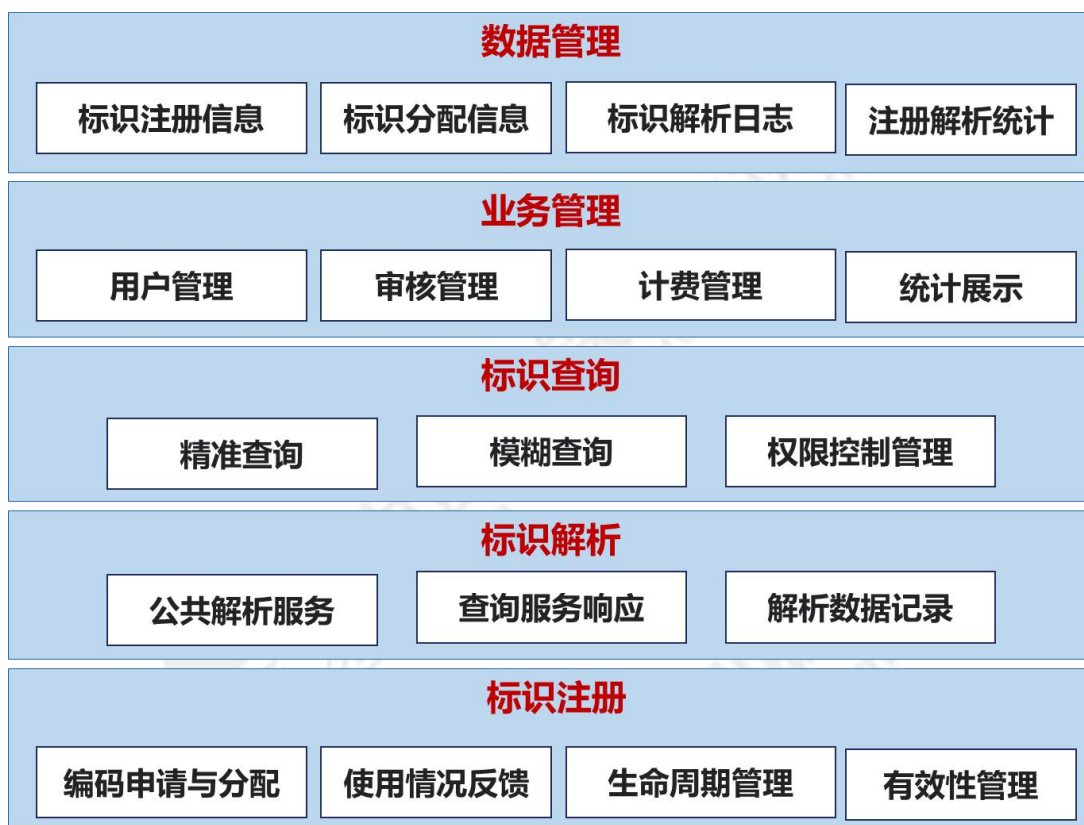 数据管理
标识注册信息 标识分配信息 标识解析日志 注册解析统计
业务管理
用户管理 审核管理 计费管理 统计展示
标识查询
精准查询 模糊查询 权限控制管理
标识解析
公共解析服务 查询服务响应 解析数据记录
标识注册
编码申请与分配 使用情况反馈 生命周期管理 有效性管理